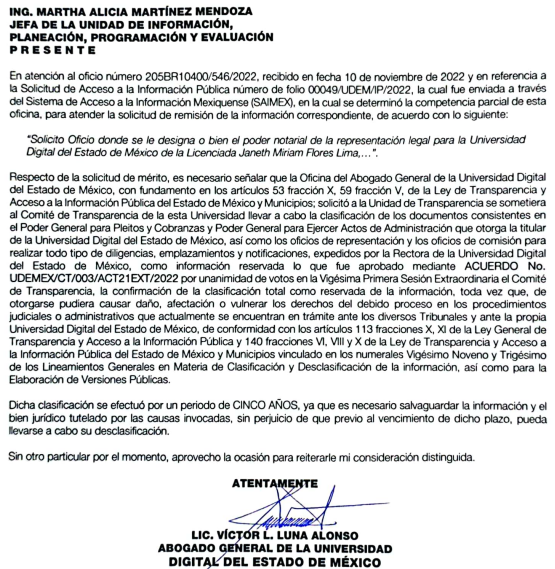 ING. MARTHA ALICIA MARTÍNEZ MENDOZA
JEFA DE LA UNIDAD DE INFORMACIÓN,
PLANEACIÓN, PROGRAMACIÓN Y EVALUACIÓN
P R E S E N T E
En atención al oficio número 205BR10400/546/2022, recibido en fecha 10 de noviembre de 2022 y en referencia a
la Solicitud de Acceso a la Información Pública número de folio 00049/UDEM/IP/2022, la cual fue enviada a través
del Sistema de Acceso a la Información Mexiquense (SAIMEX), en la cual se determinó la competencia parcial de esta
oficina, para atender la solicitud de remisión de la información correspondiente, de acuerdo con lo siguiente:
"Solicito Oficio donde se le designa o bien el poder notarial de la representación legal para la Universidad
Digital del Estado de México de la Licenciada Janeth Miriam Flores Lima,...".
Respecto de la solicitud de mérito, es necesario señalar que la Oficina del Abogado General de la Universidad Digital
del Estado de México, con fundamento en los artículos 53 fracción X, 59 fracción V, de la Ley de Transparencia y
Acceso a la Información Pública del Estado de México y Municipios; solicitó a la Unidad de Transparencia se sometiera
al Comité de Transparencia de la esta Universidad llevar a cabo la clasificación de los documentos consistentes en
el Poder General para Pleitos y Cobranzas y Poder General para Ejercer Actos de Administración que otorga la titular
de la Universidad Digital del Estado de México, así como los oficios de representación y los oficios de comisión para
realizar todo tipo de diligencias, emplazamientos y notificaciones, expedidos por la Rectora de la Universidad Digital
del Estado de México, como información reservada lo que fue aprobado mediante ACUERDO No.
UDEMEX/CT/003/ACT21EXT/2022 por unanimidad de votos en la Vigésima Primera Sesión Extraordinaria el Comité
de Transparencia, la confirmación de la clasificación total como reservada de la información, toda vez que, de
otorgarse pudiera causar daño, afectación o vulnerar los derechos del debido proceso en los procedimientos
judiciales o administrativos que actualmente se encuentran en trámite ante los diversos Tribunales y ante la propia
Universidad Digital del Estado de México, de conformidad con los artículos 113 fracciones X, XI de la Ley General de
Transparencia y Acceso a la Información Pública y 140 fracciones VI, VIII y X de la Ley de Transparencia y Acceso a
la Información Pública del Estado de México y Municipios vinculado en los numerales Vigésimo Noveno y Trigésimo
de los Lineamientos Generales en Materia de Clasificación y Desclasificación de la información, así como para la
Elaboración de Versiones Públicas.
Dicha clasificación se efectuó por un periodo de CINCO AÑOS, ya que es necesario salvaguardar la información y el
bien jurídico tutelado por las causas invocadas, sin perjuicio de que previo al vencimiento de dicho plazo, pueda
llevarse a cabo su desclasificación.
Sin otro particular por el momento, aprovecho la ocasión para reiterarle mi consideración distinguida.
ATENTAMENTE
LIC. VÍCTOR L. LUNA ALONSO
ABOGADO GENERAL DE LA UNIVERSIDAD
DIGITAL DEL ESTADO DE MÉXICO